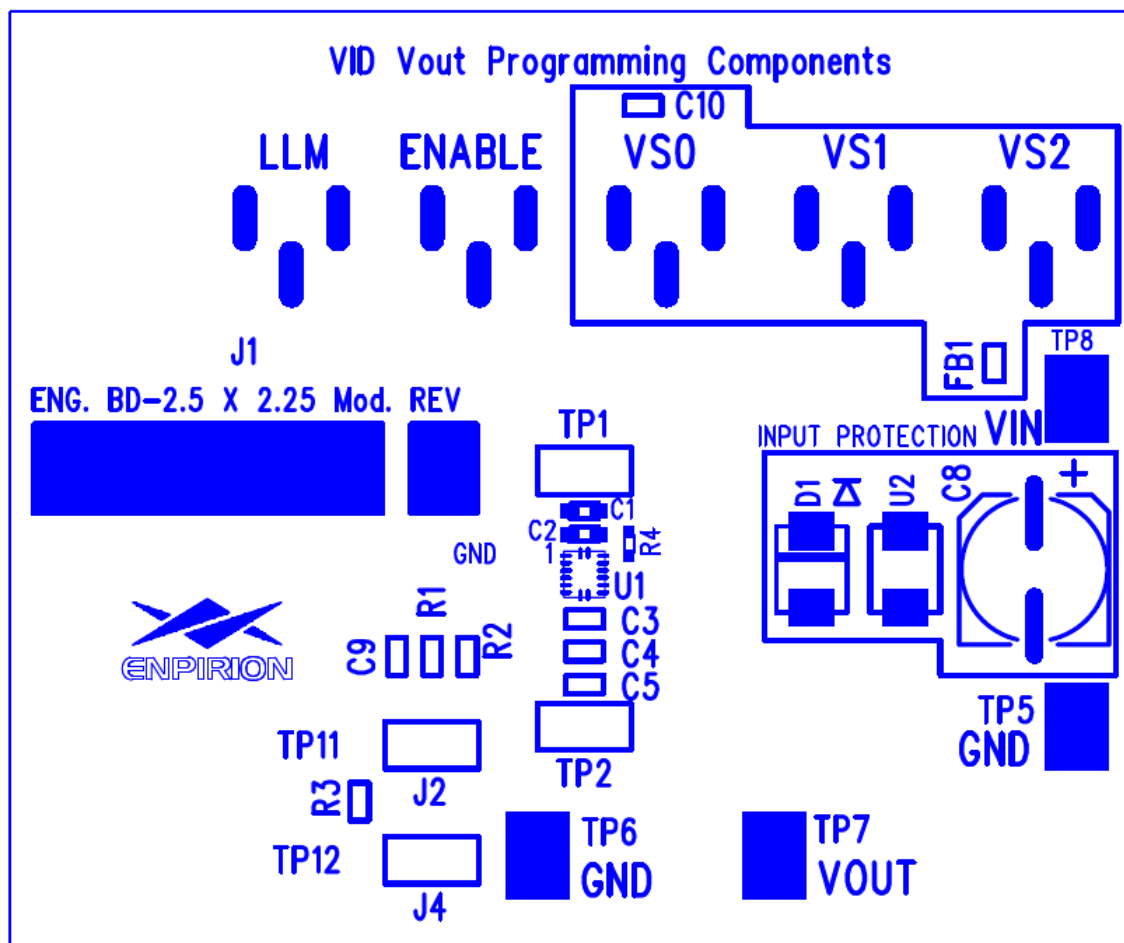 VID Vout Programming Components
C10
LLM ENABLE VS0 VS1 VS2
J1
FB1
TP8
ENG. BD-2.5 X 2.25 Mod. REV
TP1
INPUT PROTECTION VIN
D1 U2 C8 +
C1
C2
R4
1
GND
U1
R1
C3
C9 R2
C4
ENPIRION
C5
TP5
GND
TP11
TP2
J2
R3
TP6
GND
TP7
VOUT
TP12
J4